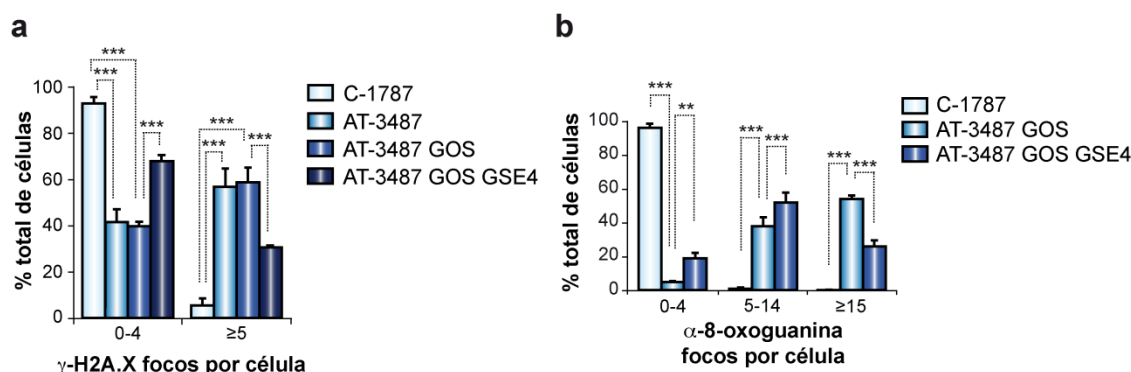 a
% total de células
100
80
60
40
20
0
*** *** ***
*** *** ***
0-4 ≥5
γ-H2A.X focos por célula
C-1787
AT-3487
AT-3487 GOS
AT-3487 GOS GSE4
b
% total de células
100
80
60
40
20
0
*** **
*** ***
*** ***
0-4 5-14 ≥15
α-8-oxoguanina
focos por célula
C-1787
AT-3487 GOS
AT-3487 GOS GSE4